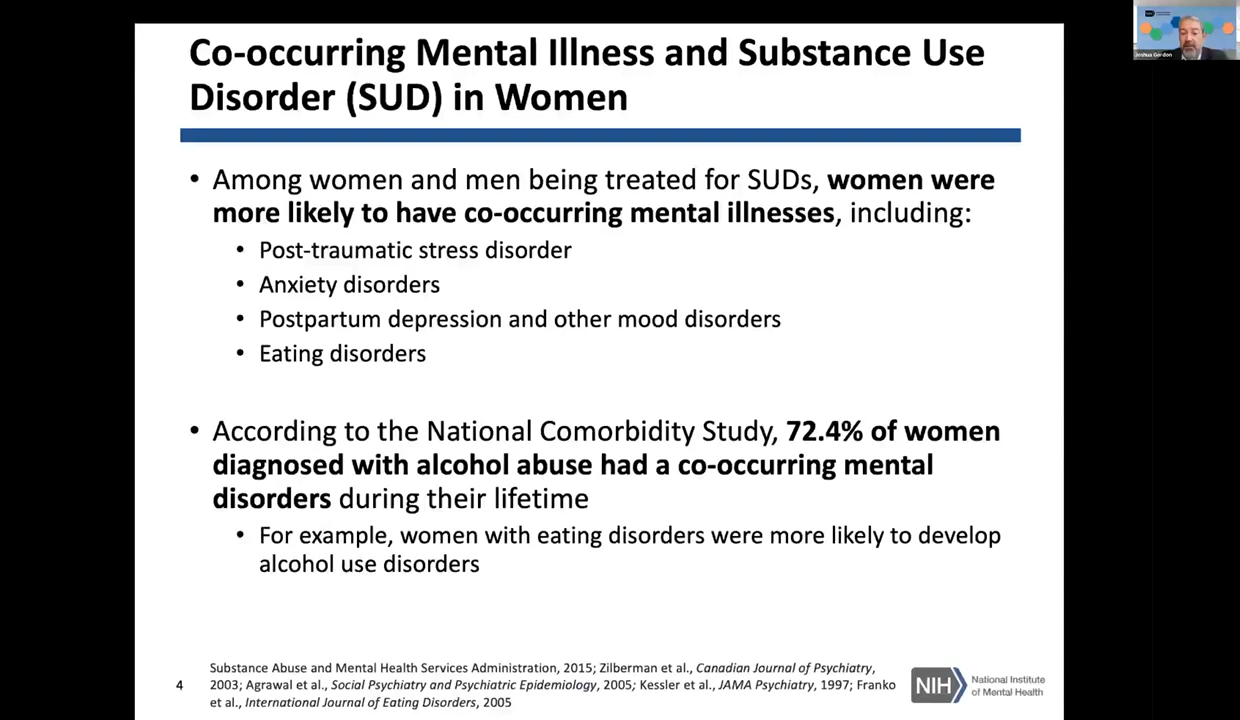 Co-occurring Mental Illness and Substance Use
Disorder (SUD) in Women
• Among women and men being treated for SUDs, women were
more likely to have co-occurring mental illnesses, including:
• Post-traumatic stress disorder
• Anxiety disorders
• Postpartum depression and other mood disorders
• Eating disorders
• According to the National Comorbidity Study, 72.4% of women
diagnosed with alcohol abuse had a co-occurring mental
disorders during their lifetime
• For example, women with eating disorders were more likely to develop
alcohol use disorders
Substance Abuse and Mental Health Services Administration, 2015; Zilberman et al., Canadian Journal of Psychiatry,
2003; Agrawal et al., Social Psychiatry and Psychiatric Epidemiology, 2005; Kessler et al., JAMA Psychiatry, 1997; Franko
et al., International Journal of Eating Disorders, 2005
4
NIH
National Institute
of Mental Health
Joshua Gordon